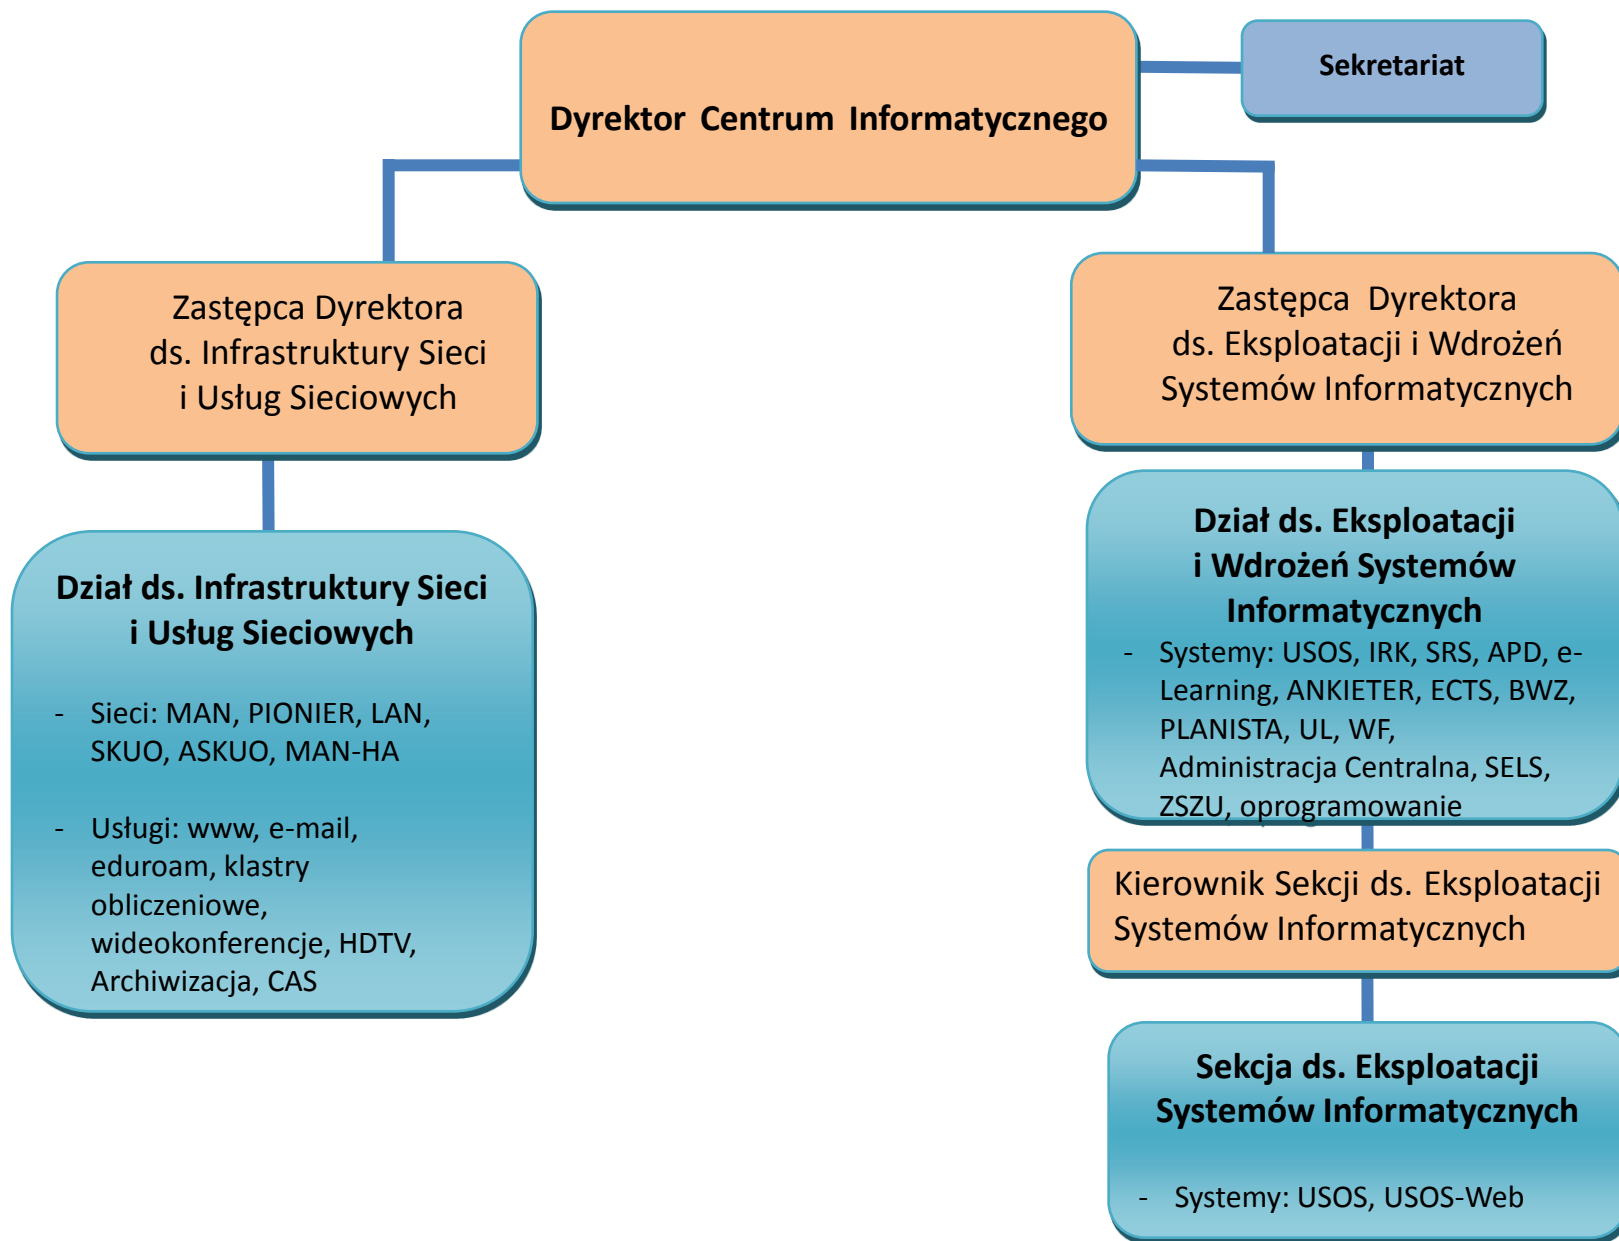 Sekretariat
Dyrektor Centrum Informatycznego
Zastępca Dyrektora
ds. Infrastruktury Sieci
i Usług Sieciowych
Zastępca Dyrektora
ds. Eksploatacji i Wdrożeń
Systemów Informatycznych
Dział ds. Infrastruktury Sieci
i Usług Sieciowych
- Sieci: MAN, PIONIER, LAN,
SKUO, ASKUO, MAN-HA
- Usługi: www, e-mail,
eduroam, klastry
obliczeniowe,
wideokonferencje, HDTV,
Archiwizacja, CAS
Dział ds. Eksploatacji
i Wdrożeń Systemów
Informatycznych
- Systemy: USOS, IRK, SRS, APD, e-
Learning, ANKIETER, ECTS, BWZ,
PLANISTA, UL, WF,
Administracja Centralna, SELS,
ZSZU, oprogramowanie
Kierownik Sekcji ds. Eksploatacji
Systemów Informatycznych
Sekcja ds. Eksploatacji
Systemów Informatycznych
- Systemy: USOS, USOS-Web